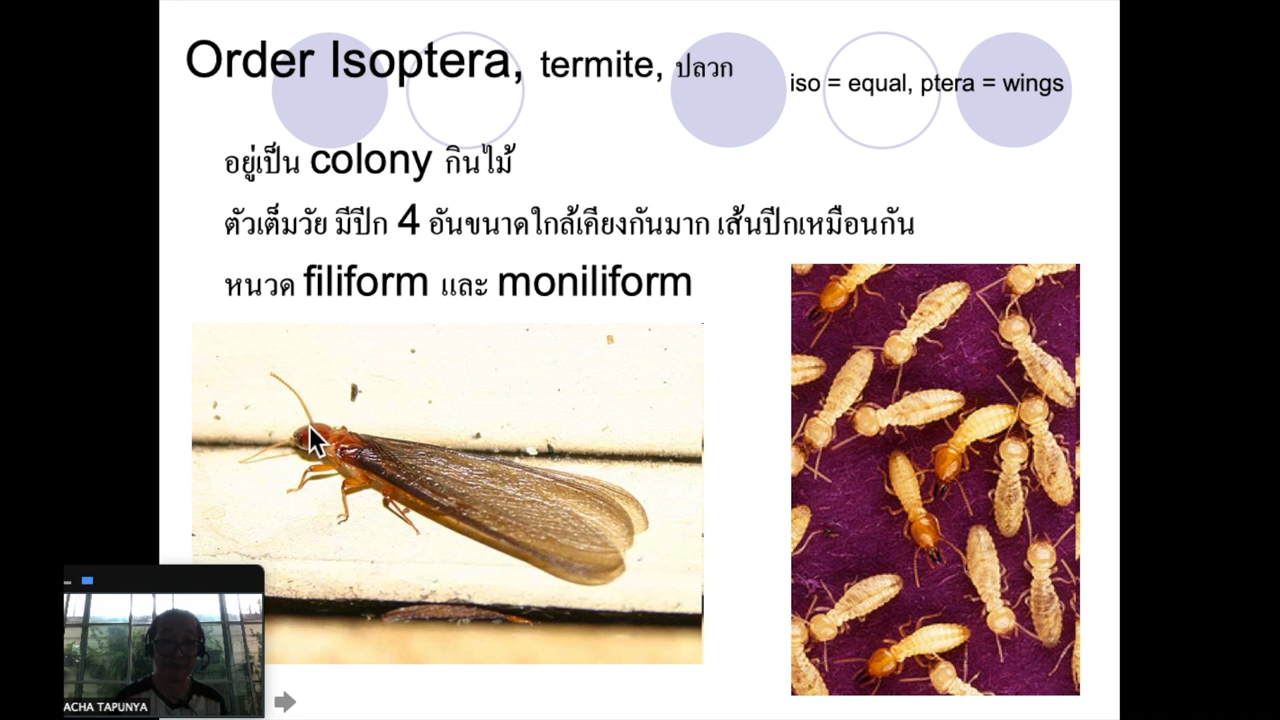 Order Isoptera, termite, ปลวก
iso = equal, ptera = wings
อยู่เป็น colony กินไม้
ตัวเต็มวัย มีปีก 4 อันขนาดใกล้เคียงกันมาก เส้นปีกเหมือนกัน
หนวด filiform และ moniliform
ACHA TAPUNYA